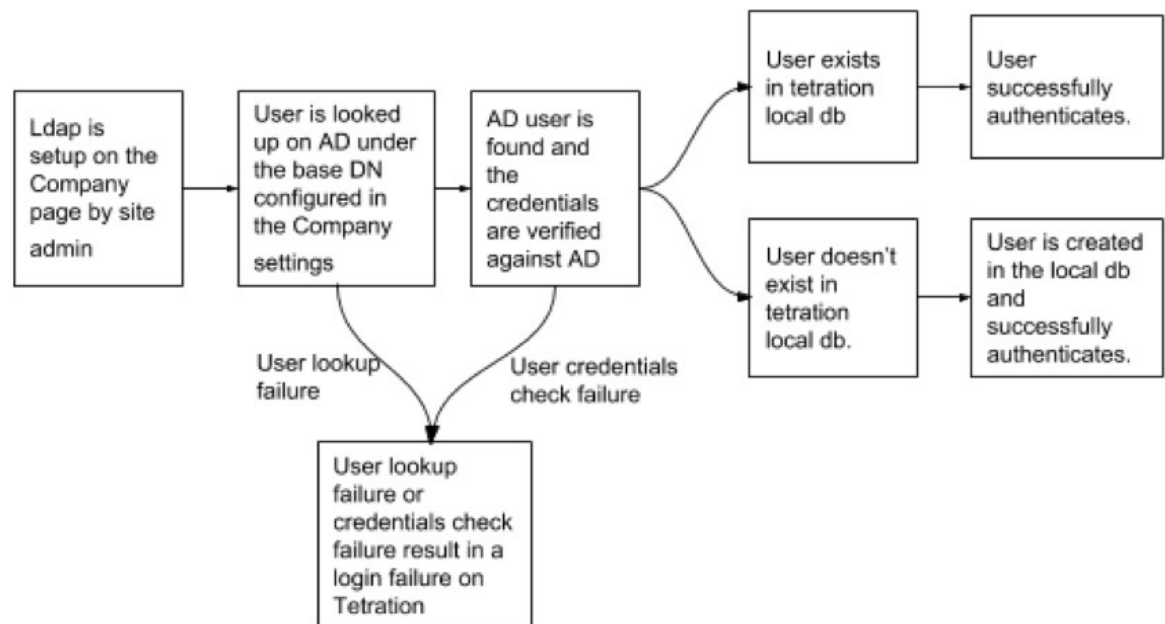 Ldap is
setup on the
Company
page by site
admin
User is looked
up on AD under
the base DN
configured in
the Company
settings
AD user is
found and
the
credentials
are verified
against AD
User exists
in tetration
local db
User
successfully
authenticates.
User doesn't
exist in
tetration
local db.
User is created
in the local db
and
successfully
authenticates.
User lookup
failure
User credentials
check failure
User lookup
failure or
credentials check
failure result in a
login failure on
Tetration